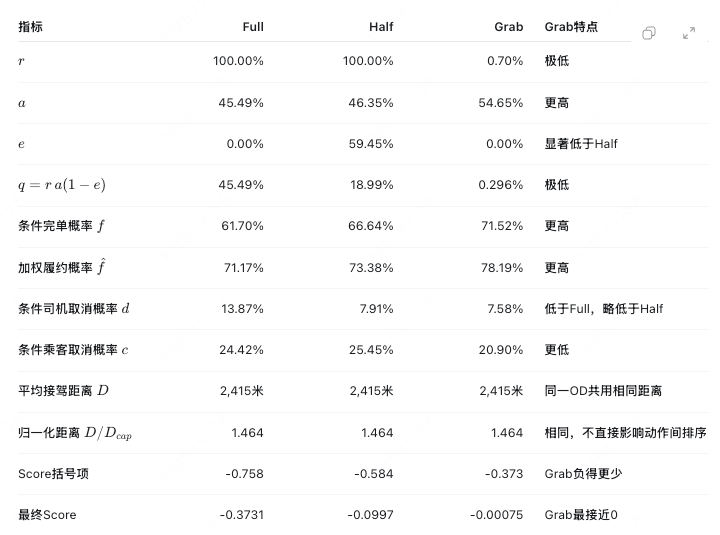 指标 Full Half Grab Grab特点
r 100.00% 100.00% 0.70% 极低
a 45.49% 46.35% 54.65% 更高
e 0.00% 59.45% 0.00% 显著低于Half
q = r a(1 − e) 45.49% 18.99% 0.296% 极低
条件完单概率 f 61.70% 66.64% 71.52% 更高
加权履约概率 f̂ 71.17% 73.38% 78.19% 更高
条件司机取消概率 d 13.87% 7.91% 7.58% 低于Full，略低于Half
条件乘客取消概率 c 24.42% 25.45% 20.90% 更低
平均接驾距离 D 2,415米 2,415米 2,415米 同一OD共用相同距离
归一化距离 D/D_cap 1.464 1.464 1.464 相同，不直接影响动作间排序
Score括号项 -0.758 -0.584 -0.373 Grab负得更少
最终Score -0.3731 -0.0997 -0.00075 Grab最接近0